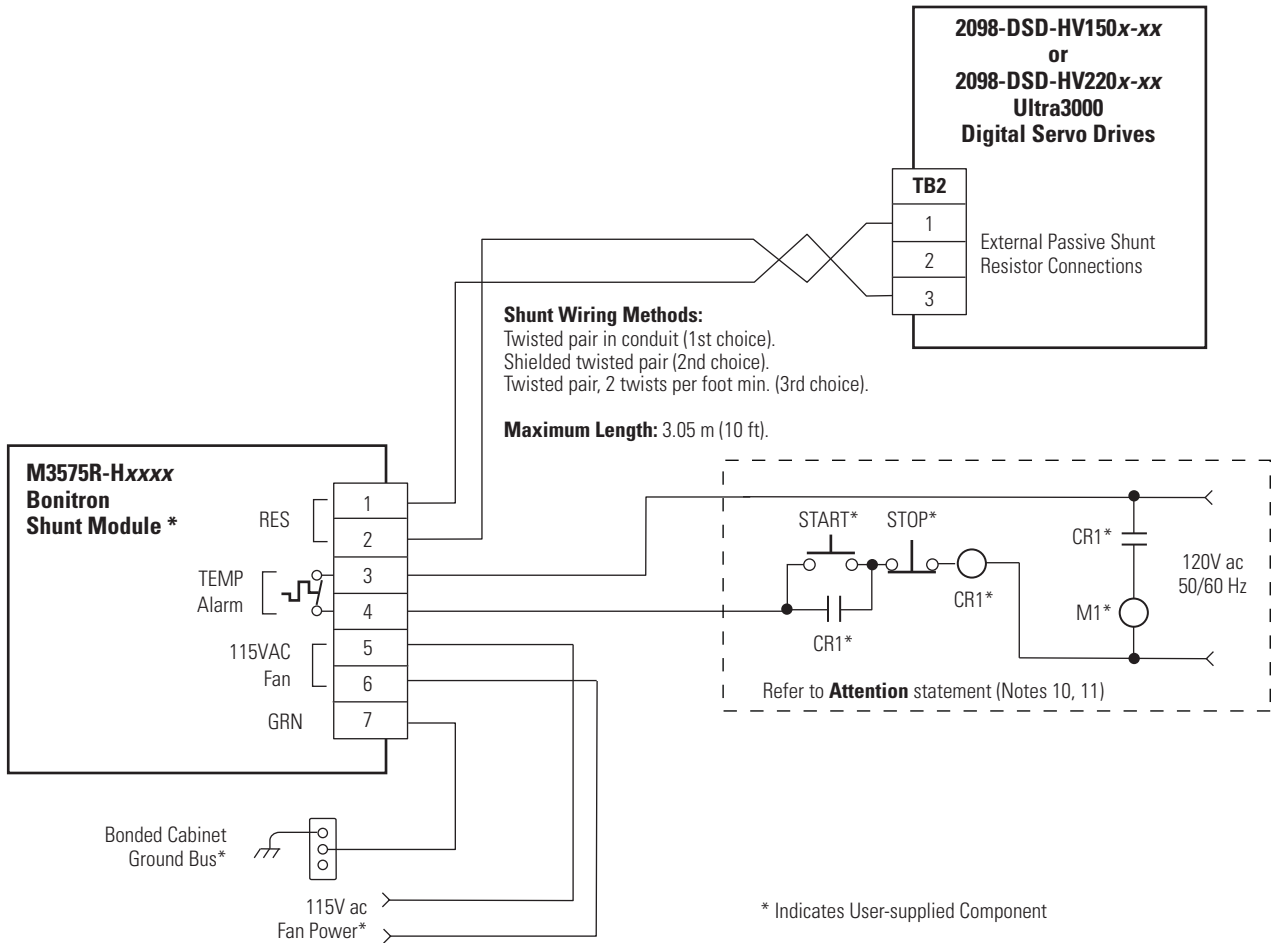 2098-DSD-HV150x-xx
or
2098-DSD-HV220x-xx
Ultra3000
Digital Servo Drives
TB2
1
2
3
External Passive Shunt
Resistor Connections
Shunt Wiring Methods:
Twisted pair in conduit (1st choice).
Shielded twisted pair (2nd choice).
Twisted pair, 2 twists per foot min. (3rd choice).
Maximum Length: 3.05 m (10 ft).
M3575R-Hxxxx
Bonitron
Shunt Module *
RES
TEMP
Alarm
115VAC
Fan
GRN
1
2
3
4
5
6
7
START*
STOP*
CR1*
CR1*
CR1*
M1*
120V ac
50/60 Hz
Refer to Attention statement (Notes 10, 11)
Bonded Cabinet
Ground Bus*
115V ac
Fan Power*
* Indicates User-supplied Component